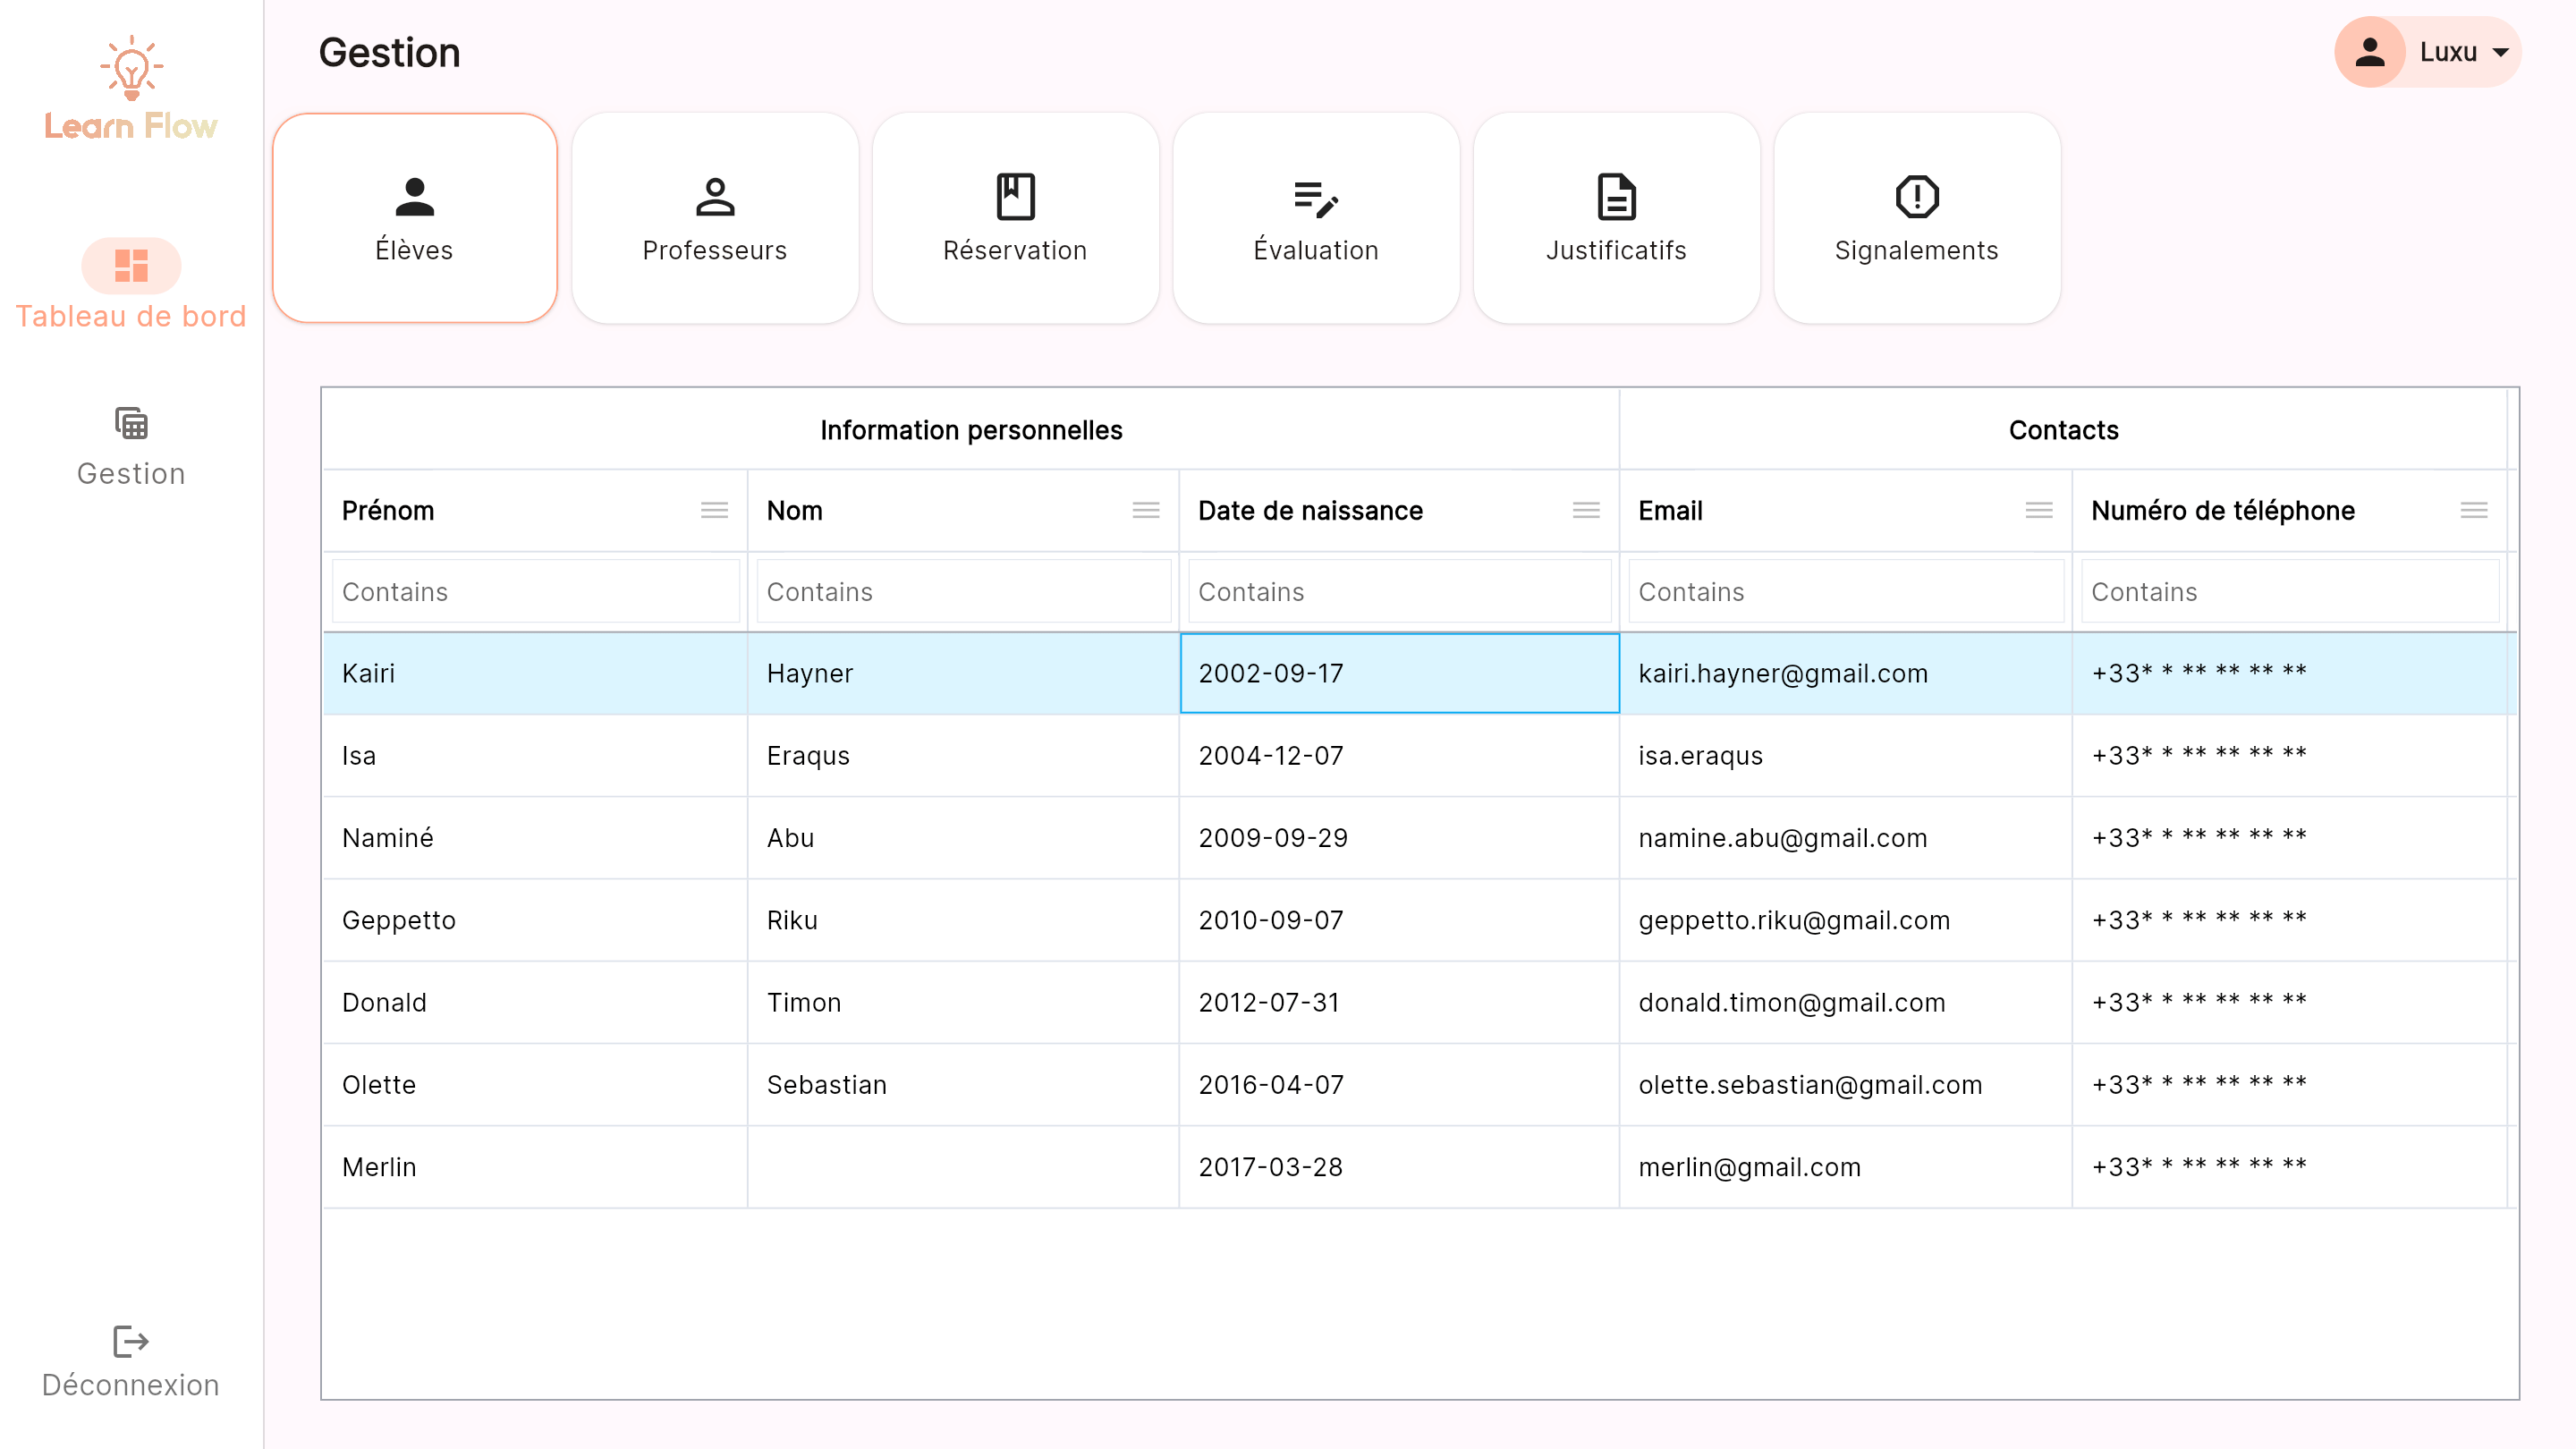 Learn Flow
Tableau de bord
Gestion
Déconnexion
Gestion
Luxu
Élèves
Professeurs
Réservation
Évaluation
Justificatifs
Signalements
Information personnelles Contacts
Prénom Nom Date de naissance Email Numéro de téléphone
Contains Contains Contains Contains Contains
Kairi Hayner 2002-09-17 kairi.hayner@gmail.com +33* * ** ** ** **
Isa Eraqus 2004-12-07 isa.eraqus +33* * ** ** ** **
Naminé Abu 2009-09-29 namine.abu@gmail.com +33* * ** ** ** **
Geppetto Riku 2010-09-07 geppetto.riku@gmail.com +33* * ** ** ** **
Donald Timon 2012-07-31 donald.timon@gmail.com +33* * ** ** ** **
Olette Sebastian 2016-04-07 olette.sebastian@gmail.com +33* * ** ** ** **
Merlin 2017-03-28 merlin@gmail.com +33* * ** ** ** **